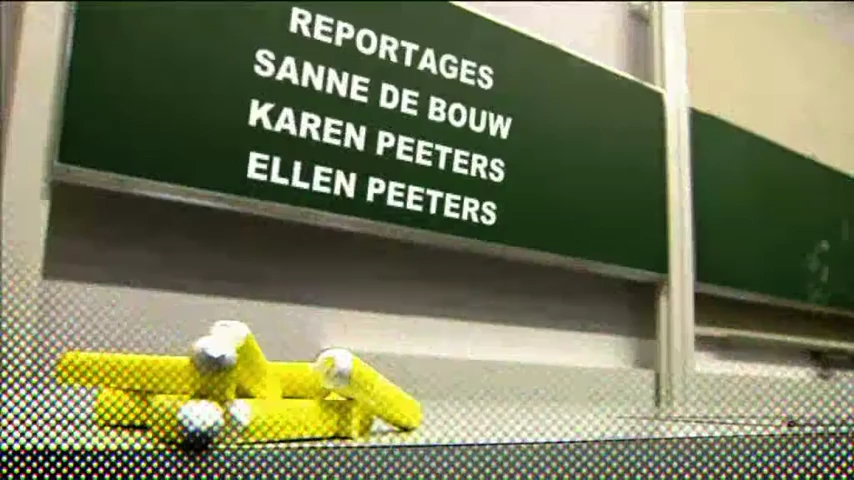 REPORTAGES
SANNE DE BOUW
KAREN PEETERS
ELLEN PEETERS